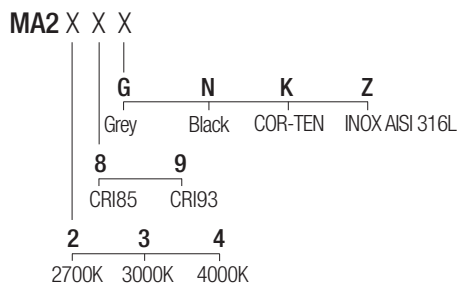 MA2 X X X
G N K Z
Grey Black COR-TEN INOX AISI 316L
8 9
CRI85 CRI93
2 3 4
2700K 3000K 4000K